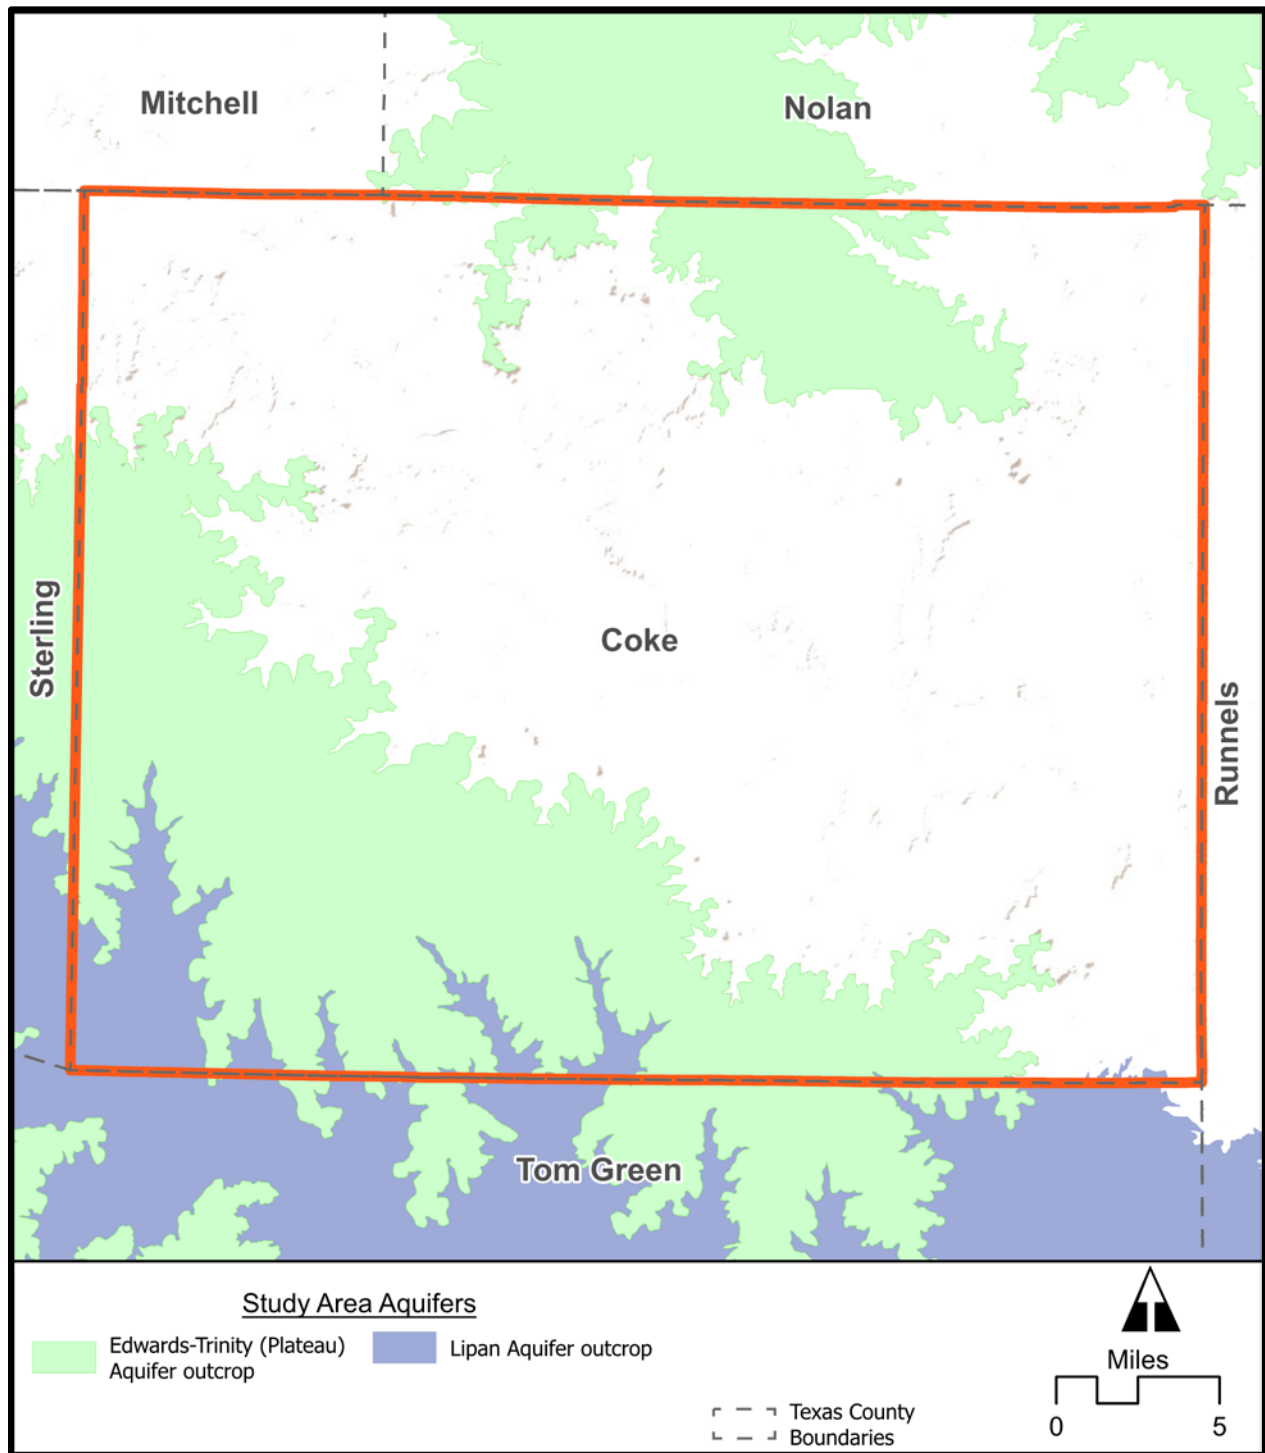 Mitchell
Nolan
Sterling
Coke
Runnels
Tom Green
Study Area Aquifers
Edwards-Trinity (Plateau)
Aquifer outcrop
Lipan Aquifer outcrop
Texas County
Boundaries
Miles
0 5